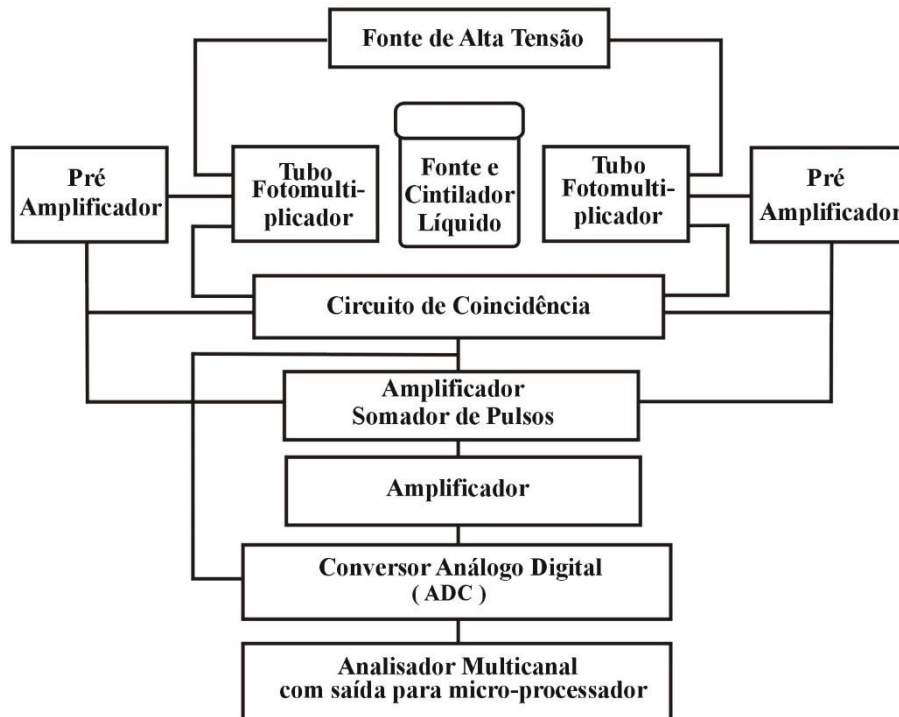 Fonte de Alta Tensão
Pré
Amplificador
Tubo
Fotomulti-
plicador
Fonte e
Cintilador
Líquido
Tubo
Fotomulti-
plicador
Pré
Amplificador
Circuito de Coincidência
Amplificador
Somador de Pulsos
Amplificador
Conversor Análogo Digital
( ADC )
Analisador Multicanal
com saída para micro-processador